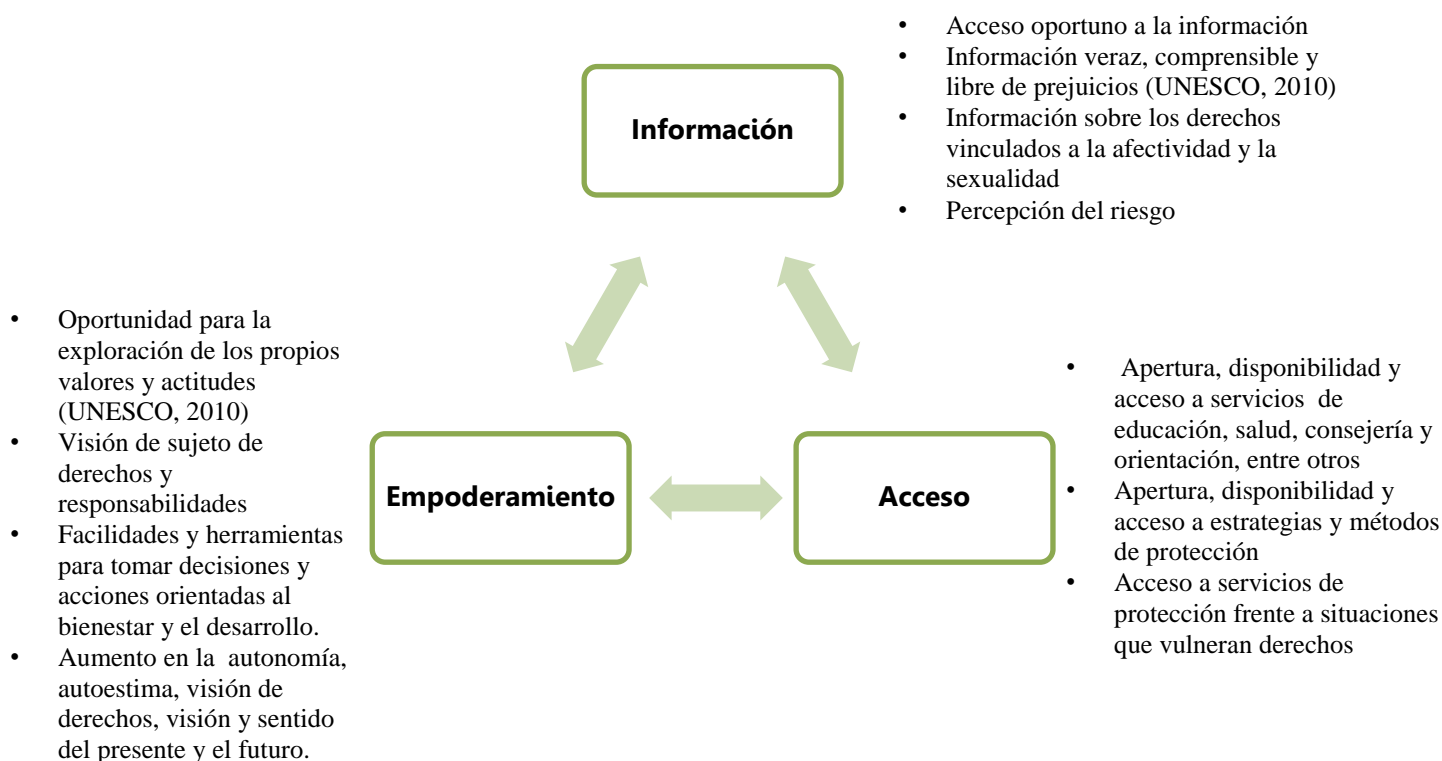 • Acceso oportuno a la información
• Información veraz, comprensible y
libre de prejuicios (UNESCO, 2010)
• Información sobre los derechos
vinculados a la afectividad y la
sexualidad
• Percepción del riesgo
Información
• Oportunidad para la
exploración de los propios
valores y actitudes
(UNESCO, 2010)
• Visión de sujeto de
derechos y
responsabilidades
• Facilidades y herramientas
para tomar decisiones y
acciones orientadas al
bienestar y el desarrollo.
• Aumento en la autonomía,
autoestima, visión de
derechos, visión y sentido
del presente y el futuro.
Empoderamiento
Acceso
• Apertura, disponibilidad y
acceso a servicios de
educación, salud, consejería y
orientación, entre otros
• Apertura, disponibilidad y
acceso a estrategias y métodos
de protección
• Acceso a servicios de
protección frente a situaciones
que vulneran derechos